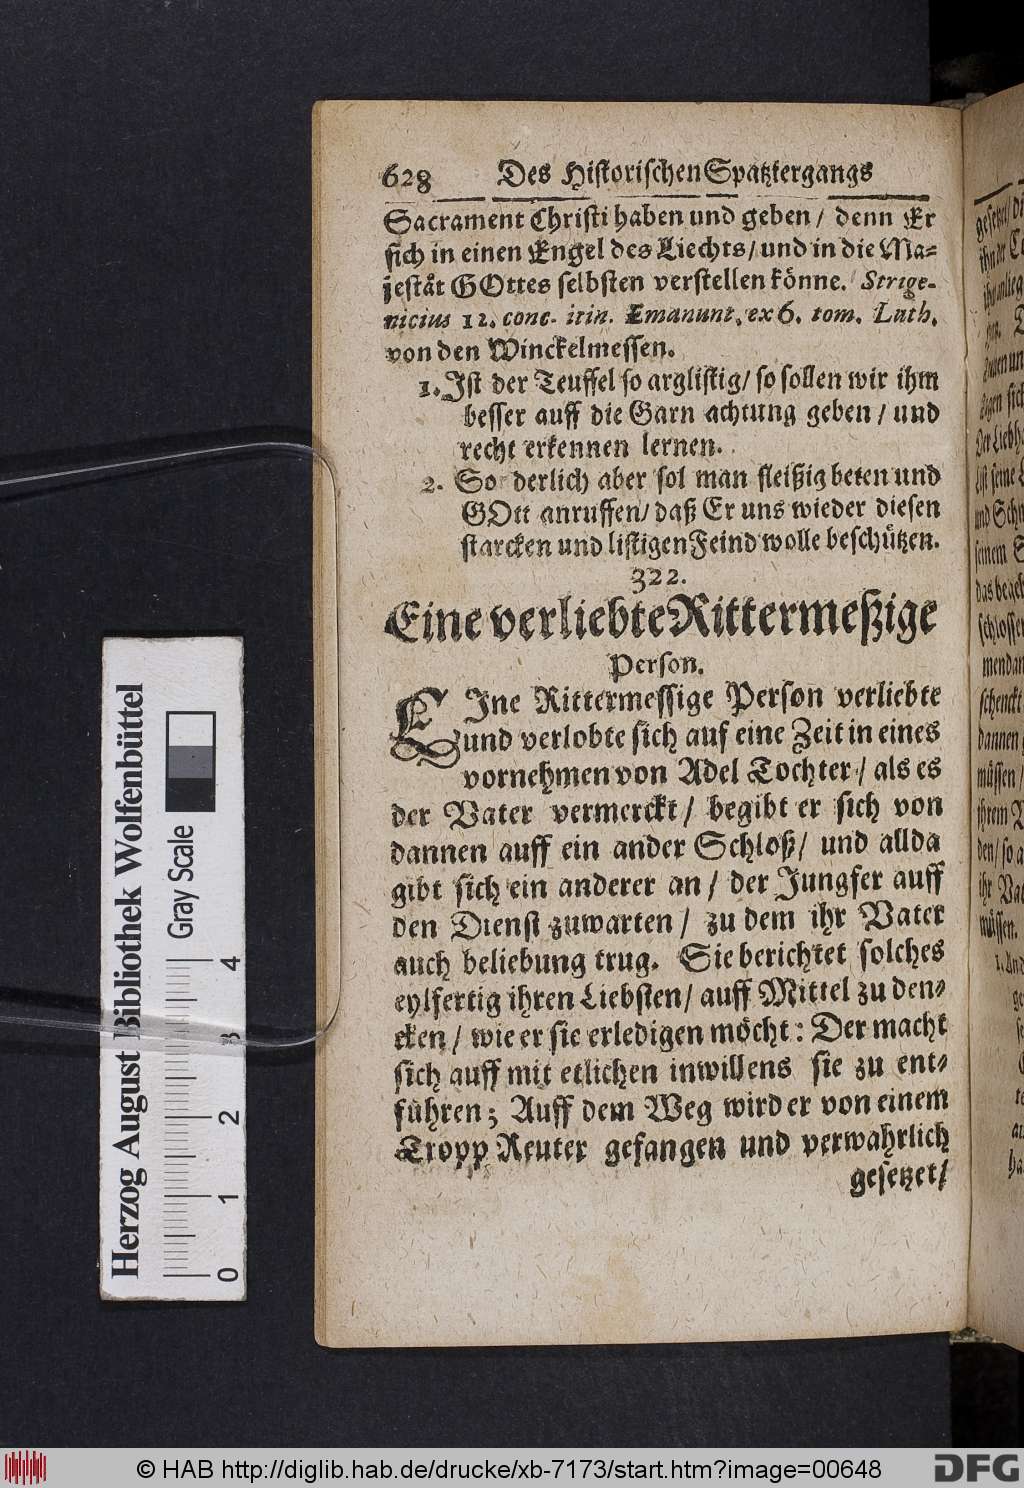 628 Des Historischen Spatziergangs
Sacrament Christi haben und geben / denn Er
sich in einen Engel des Liechts / und in die Ma-
jeståt GOttes selbsten verstellen könne. Strige-
nicius 12. conc. itin. Emanunt. ex 6. tom. Luth.
von den Winckelmessen.
1. Ist der Teuffel so arglistig / so sollen wir ihm
besser auff die Garn achtung geben / und
recht erkennen lernen.
2. So derlich aber sol man fleißig beten und
GOtt anruffen / daß Er uns wieder diesen
starcken und listigen Feind wolle beschützen.
322.
Eine verliebte Rittermeßige
Person.
EIne Rittermessige Person verliebte
und verlobte sich auf eine Zeit in eines
vornehmen von Adel Tochter / als es
der Vater vermerckt / begibt er sich von
dannen auff ein ander Schloß / und allda
gibt sich ein anderer an / der Jungfer auff
den Dienst zuwarten / zu dem ihr Vater
auch beliebung trug. Sie berichtet solches
eylfertig ihren Liebsten / auff Mittel zu den-
cken / wie er sie erledigen möcht: Der macht
sich auff mit etlichen inwillens sie zu ent-
führen; Auff dem Weg wird er von einem
Tropp Reuter gefangen und verwahrlich
gesetzet /
Herzog August Bibliothek Wolfenbüttel
Gray Scale
0 1 2 3 4
© HAB http://diglib.hab.de/drucke/xb-7173/start.htm?image=00648
DFG